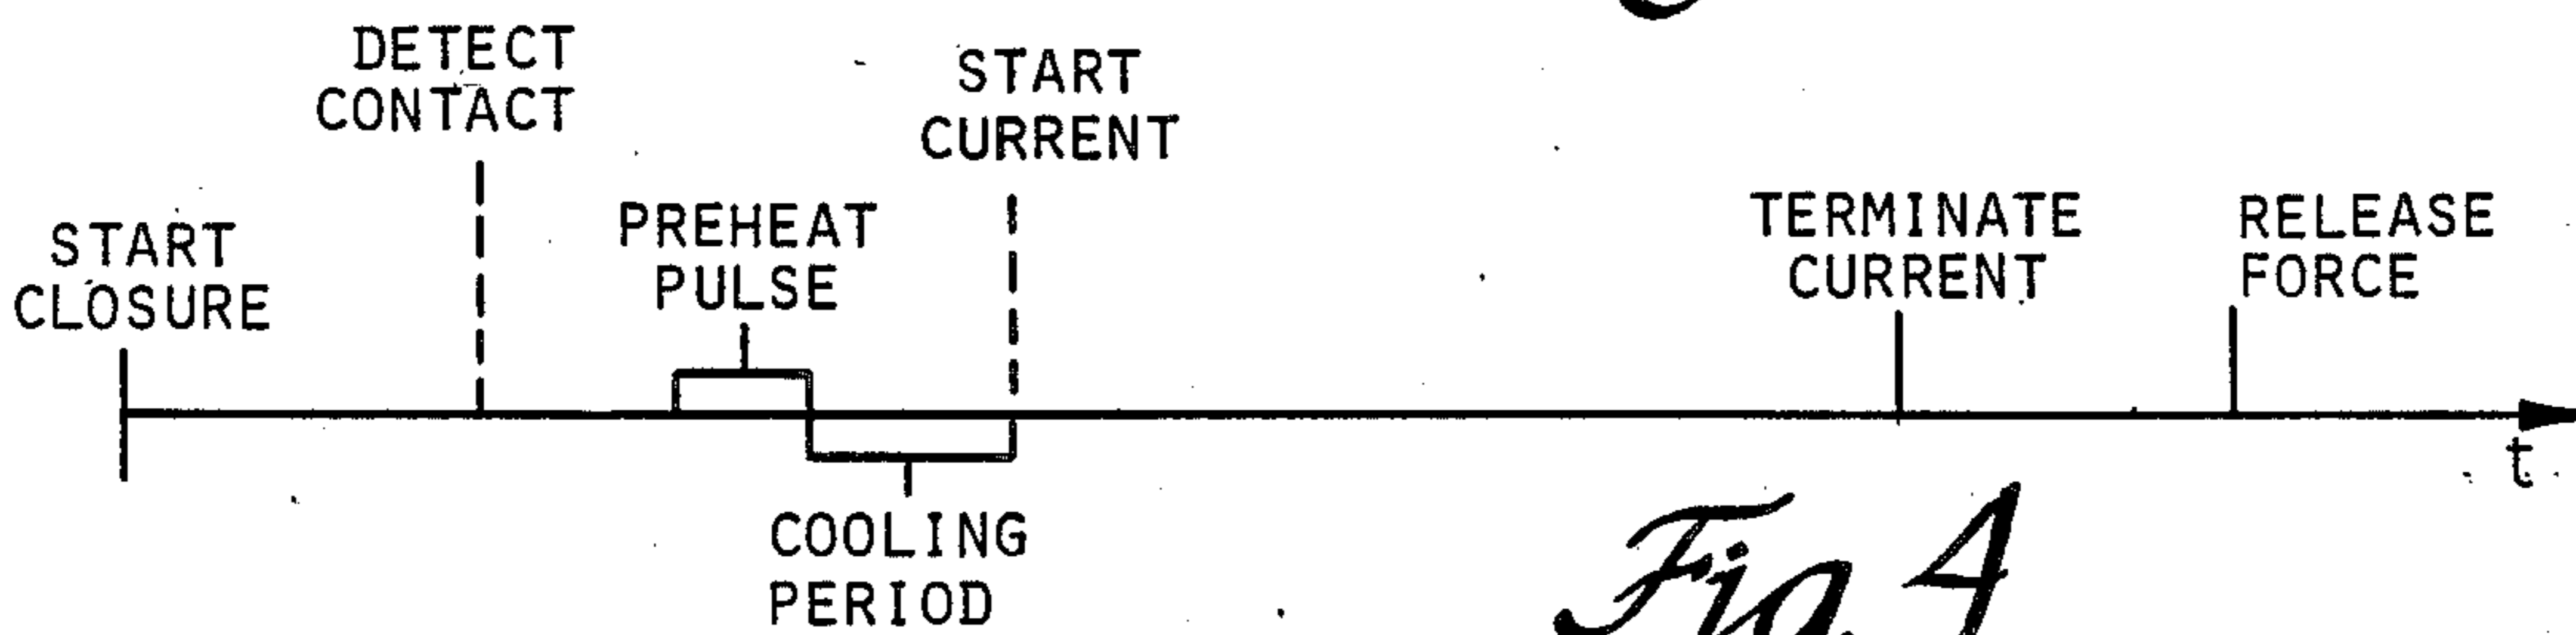 DETECT
CONTACT
START
CURRENT
START
CLOSURE
PREHEAT
PULSE
TERMINATE
CURRENT
RELEASE
FORCE
t
COOLING
PERIOD
Fig. 4